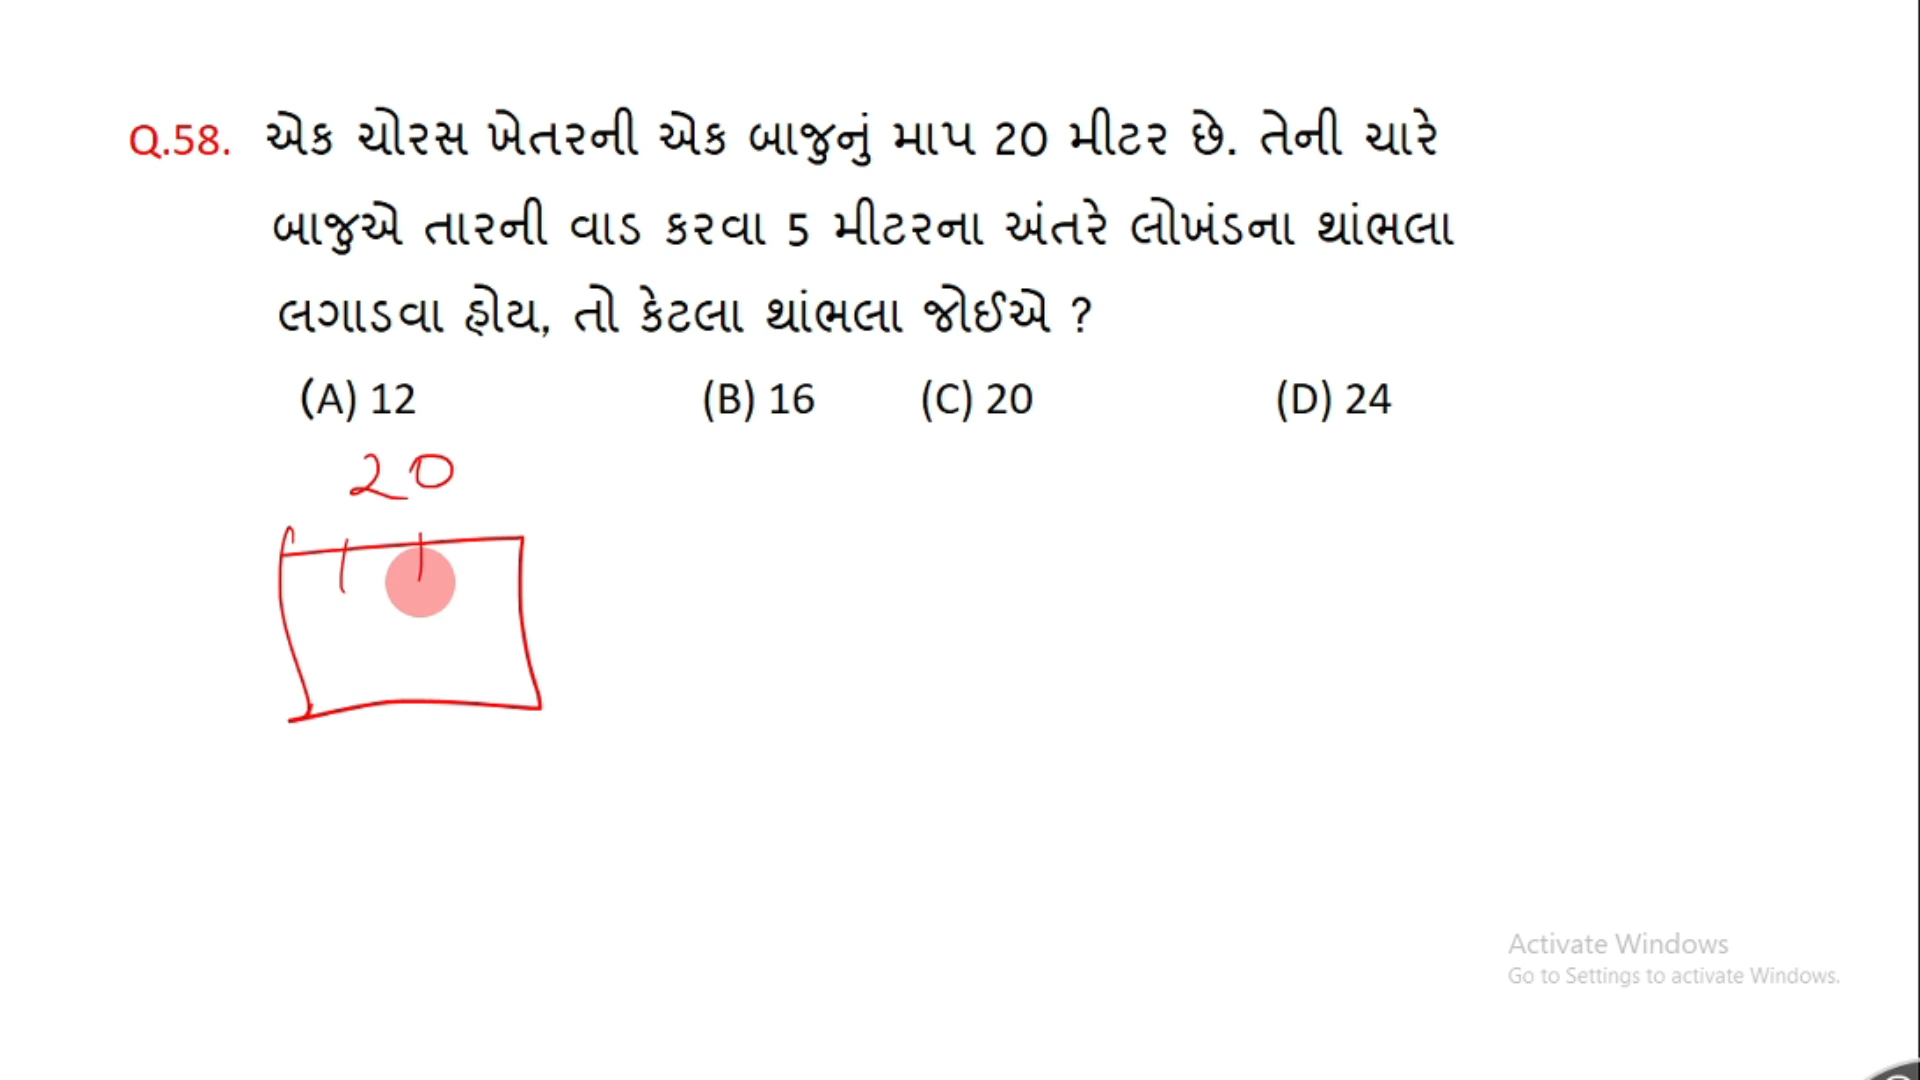 Q.58. એક ચોરસ ખેતરની એક બાજુનું માપ 20 મીટર છે. તેની ચારે
બાજુએ તારની વાડ કરવા 5 મીટરના અંતરે લોખંડના થાંભલા
લગાડવા હોય, તો કેટલા થાંભલા જોઈએ ?
(A) 12 (B) 16 (C) 20 (D) 24
20
Activate Windows
Go to Settings to activate Windows.